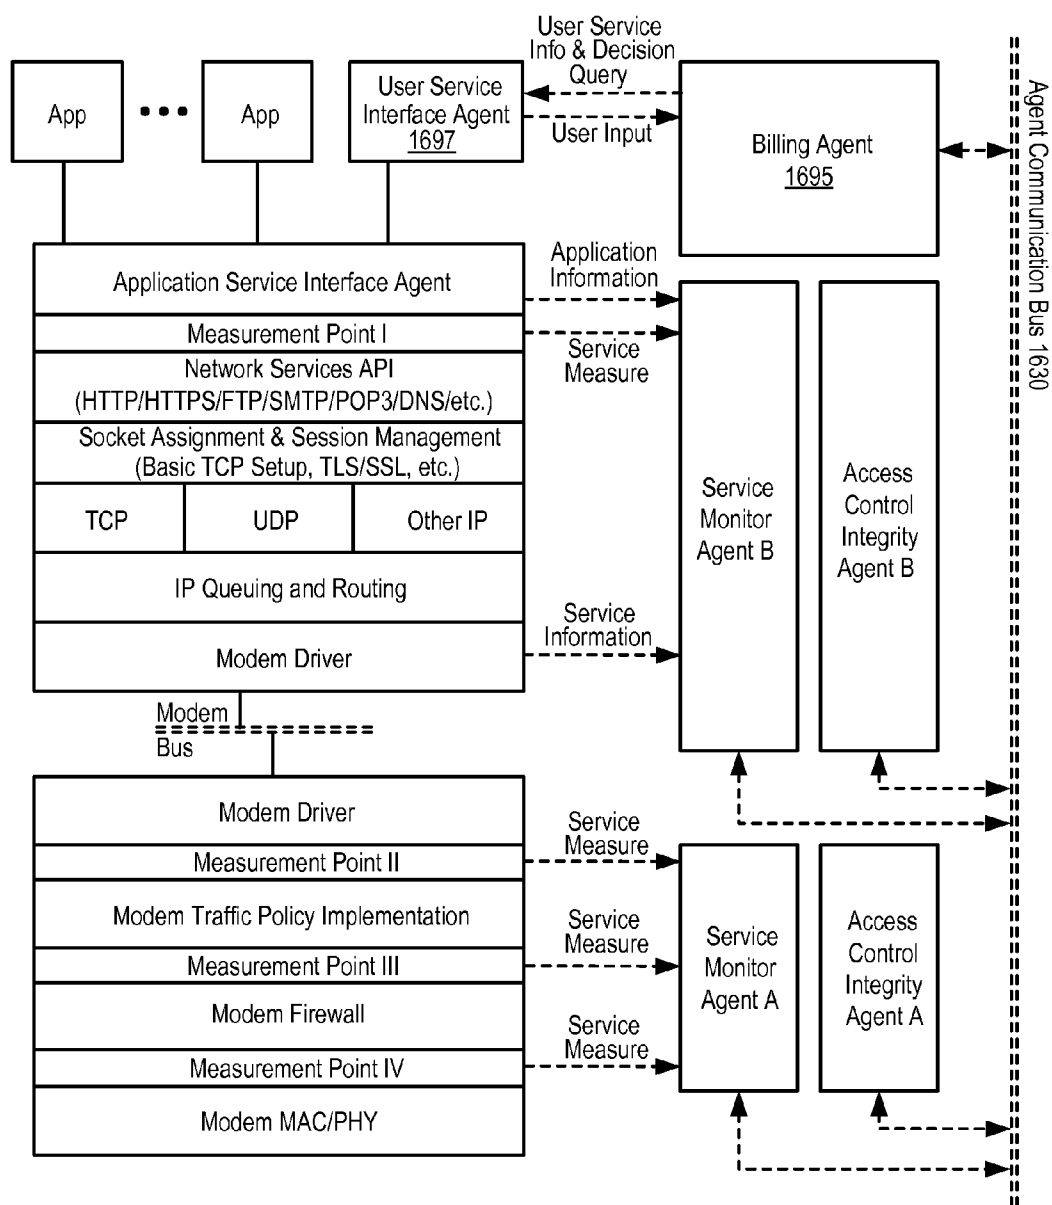 User Service
Info & Decision
Query
App
App
User Service
Interface Agent
1697
User Input
Billing Agent
1695
Agent Communication Bus 1630
Application Service Interface Agent
Application
Information
Measurement Point I
Service
Measure
Network Services API
(HTTP/HTTPS/FTP/SMTP/POP3/DNS/etc.)
Socket Assignment & Session Management
(Basic TCP Setup, TLS/SSL, etc.)
TCP
UDP
Other IP
Service
Monitor
Agent B
Access
Control
Integrity
Agent B
IP Queuing and Routing
Service
Information
Modem Driver
Modem
Bus
Modem Driver
Service
Measure
Measurement Point II
Modem Traffic Policy Implementation
Service
Measure
Measurement Point III
Service
Monitor
Agent A
Access
Control
Integrity
Agent A
Modem Firewall
Service
Measure
Measurement Point IV
Modem MAC/PHY